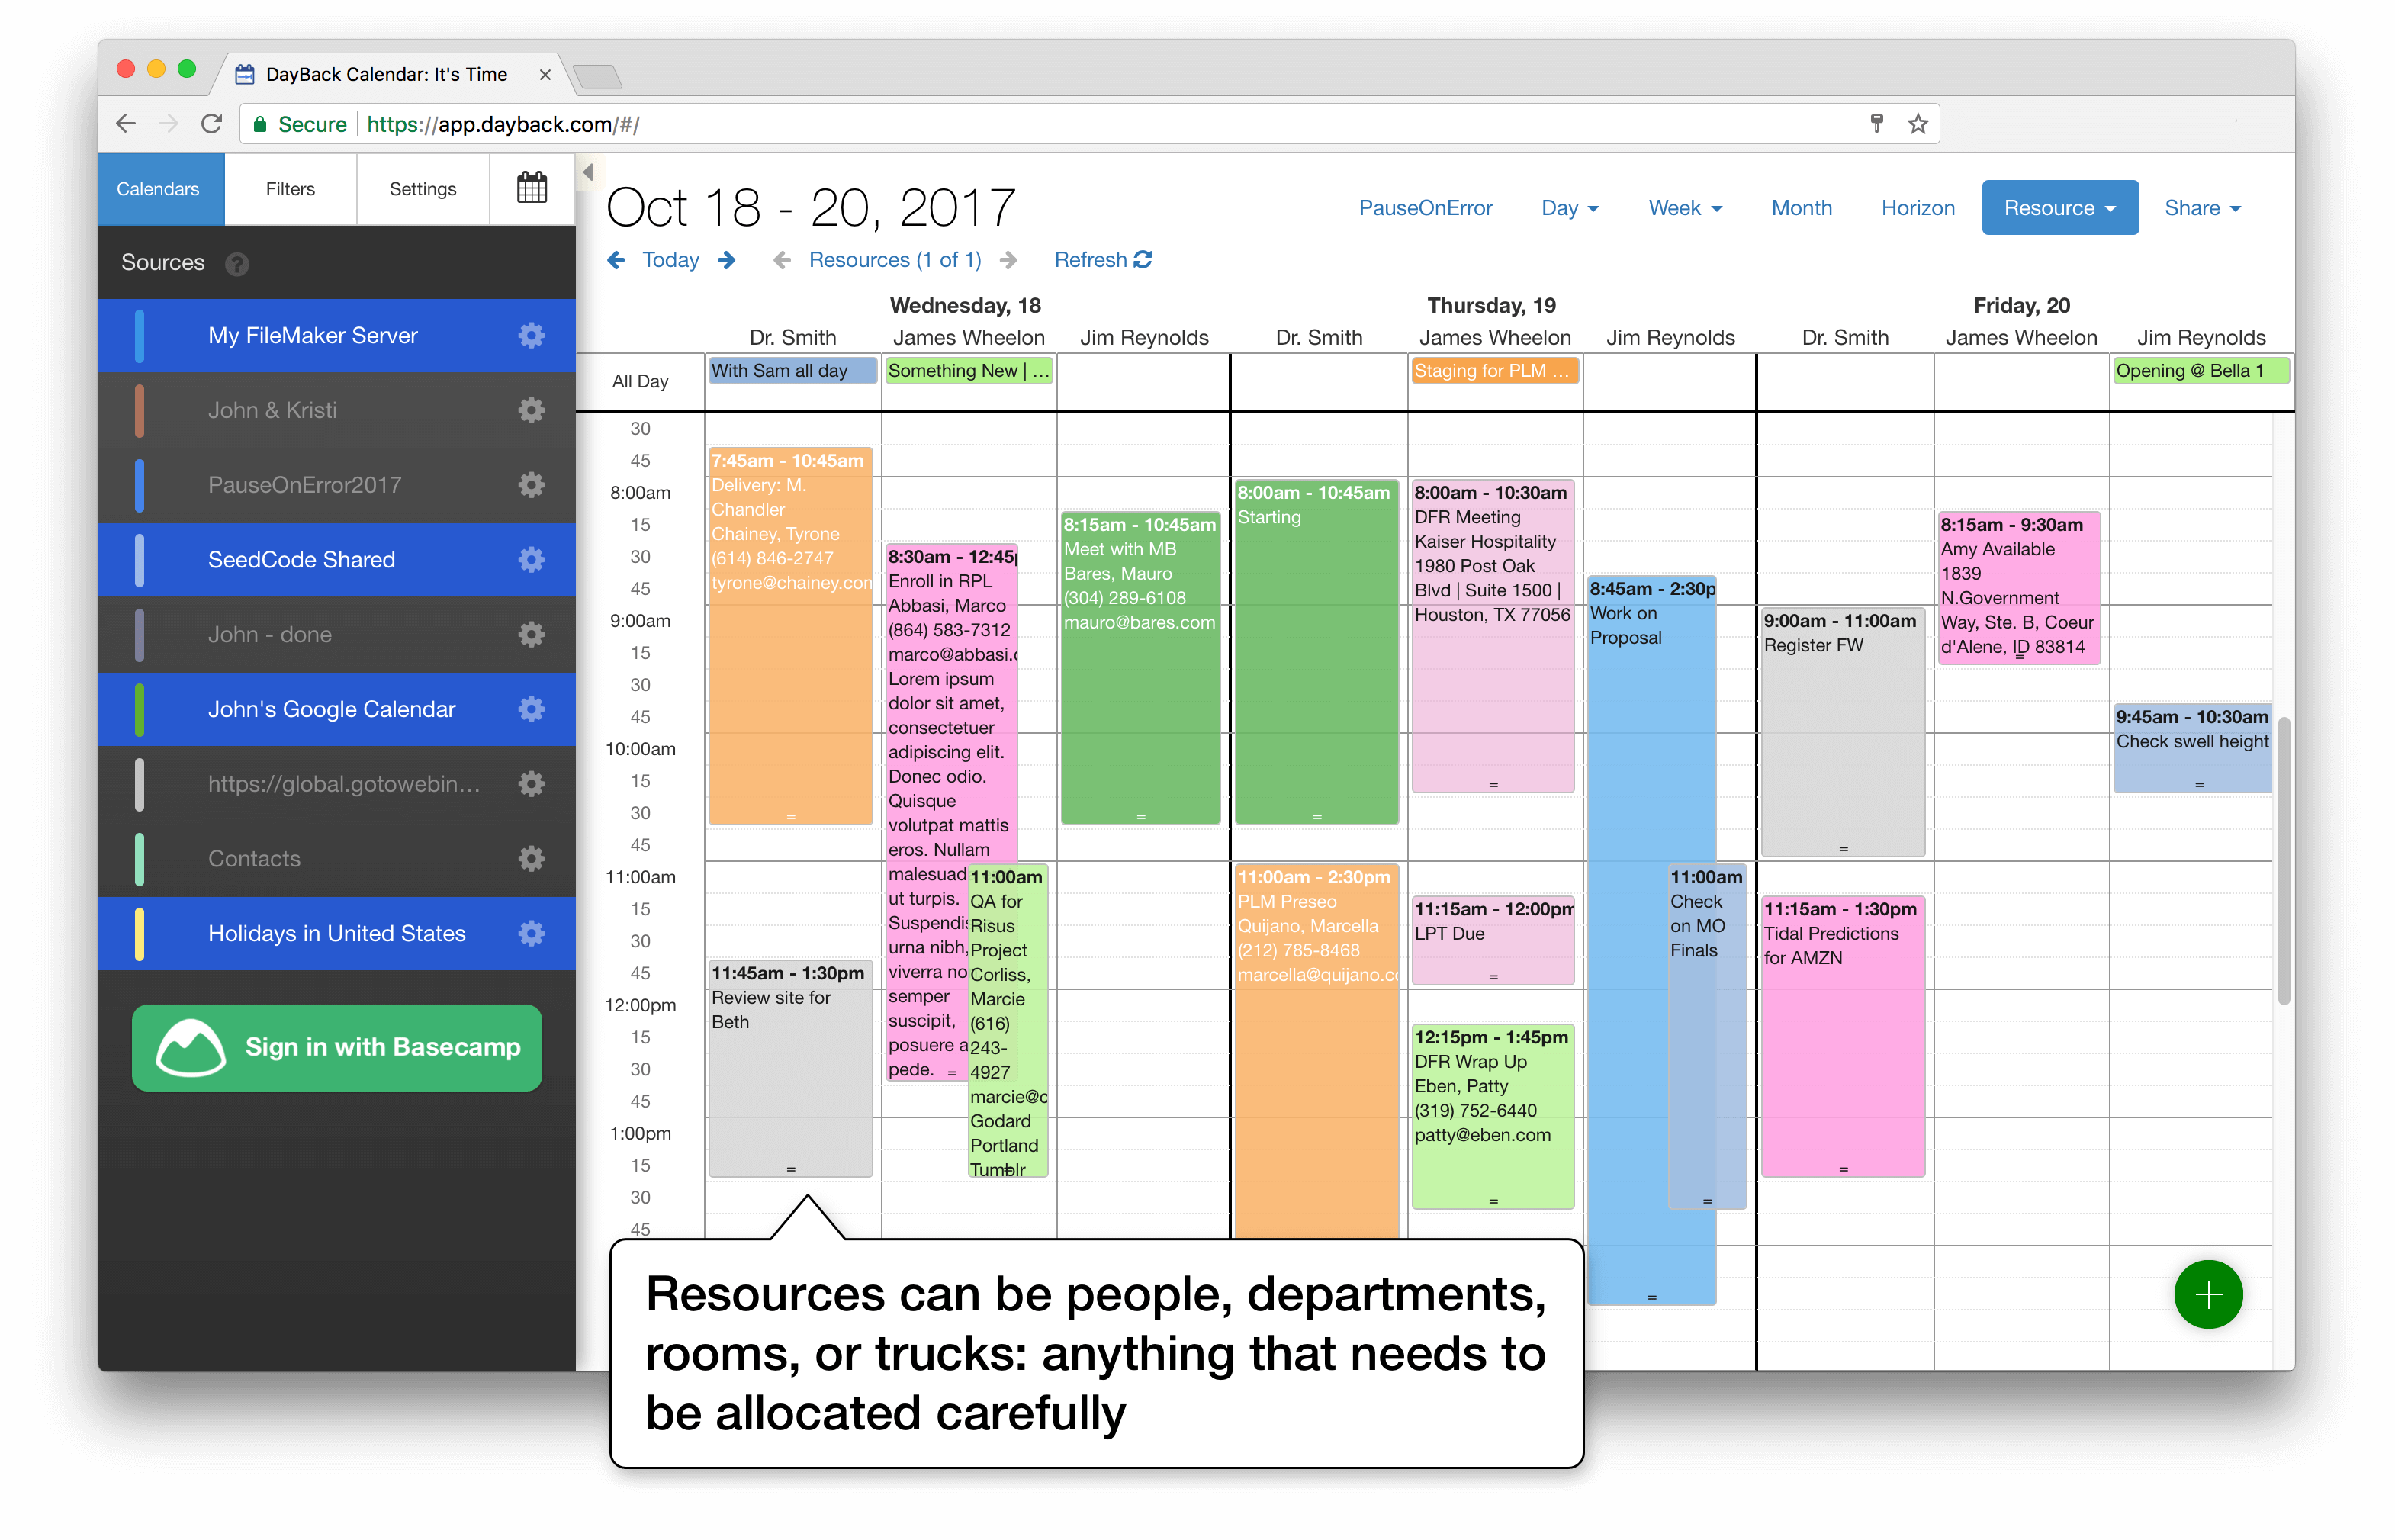 DayBack Calendar: It's Time
Secure https://app.dayback.com/#/
Calendars Filters Settings
Sources ?
My FileMaker Server
John & Kristi
PauseOnError2017
SeedCode Shared
John - done
John's Google Calendar
https://global.gotowebin...
Contacts
Holidays in United States
Sign in with Basecamp
Oct 18 - 20, 2017
PauseOnError Day Week Month Horizon Resource Share
Today Resources (1 of 1) Refresh
Wednesday, 18 Thursday, 19 Friday, 20
Dr. Smith James Wheelon Jim Reynolds Dr. Smith James Wheelon Jim Reynolds Dr. Smith James Wheelon Jim Reynolds
All Day
With Sam all day
Something New | ...
Staging for PLM ...
Opening @ Bella 1
30
45
8:00am
15
30
45
9:00am
15
30
45
10:00am
15
30
45
11:00am
15
30
45
12:00pm
15
30
45
1:00pm
15
30
45
7:45am - 10:45am
Delivery: M.
Chandler
Chainey, Tyrone
(614) 846-2747
tyrone@chainey.con
11:45am - 1:30pm
Review site for
Beth
8:30am - 12:45
Enroll in RPL
Abbasi, Marco
(864) 583-7312
marco@abbasi.
Lorem ipsum
dolor sit amet,
consectetuer
adipiscing elit.
Donec odio.
Quisque
volutpat mattis
eros. Nullam
malesuad
ut turpis.
Suspendis
urna nibh,
viverra no
semper
suscipit,
posuere a
pede.
11:00am
QA for
Risus
Project
Corliss,
Marcie
(616)
243-
4927
marcie@c
Godard
Portland
Tumblr
8:15am - 10:45am
Meet with MB
Bares, Mauro
(304) 289-6108
mauro@bares.com
8:00am - 10:45am
Starting
11:00am - 2:30pm
PLM Preseo
Quijano, Marcella
(212) 785-8468
marcella@quijano.co
8:00am - 10:30am
DFR Meeting
Kaiser Hospitality
1980 Post Oak
Blvd | Suite 1500 |
Houston, TX 77056
11:15am - 12:00pm
LPT Due
12:15pm - 1:45pm
DFR Wrap Up
Eben, Patty
(319) 752-6440
patty@eben.com
8:45am - 2:30p
Work on
Proposal
11:00am
Check
on MO
Finals
9:00am - 11:00am
Register FW
11:15am - 1:30pm
Tidal Predictions
for AMZN
8:15am - 9:30am
Amy Available
1839
N.Government
Way, Ste. B, Coeur
d'Alene, ID 83814
9:45am - 10:30am
Check swell height
Resources can be people, departments,
rooms, or trucks: anything that needs to
be allocated carefully